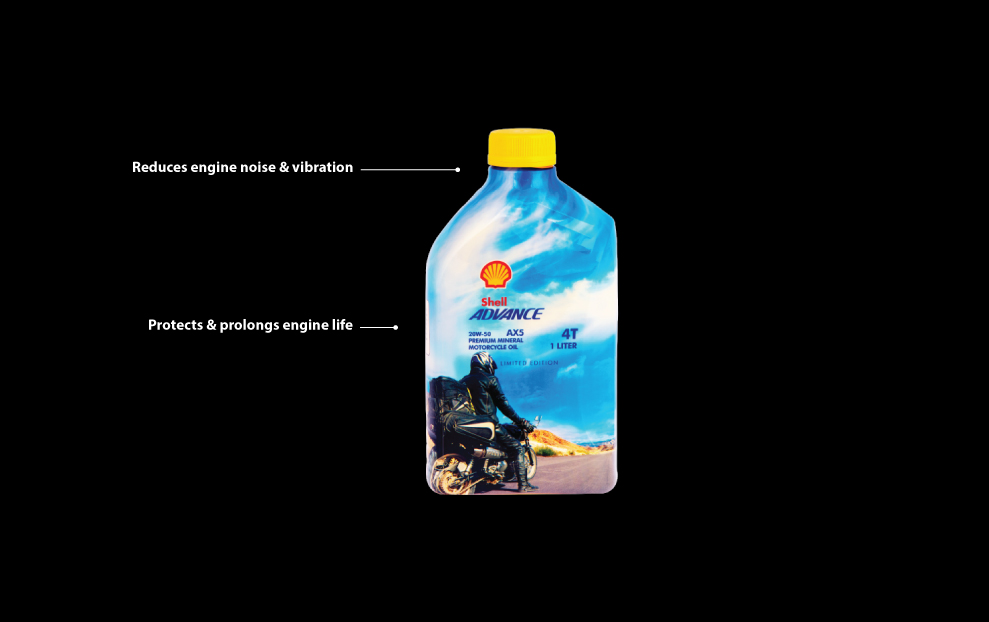 Reduces engine noise & vibration
Protects & prolongs engine life
Shell
ADVANCE
20W-50 AX5
PREMIUM MINERAL
MOTORCYCLE OIL
4T
1 LITER
LIMITED EDITION